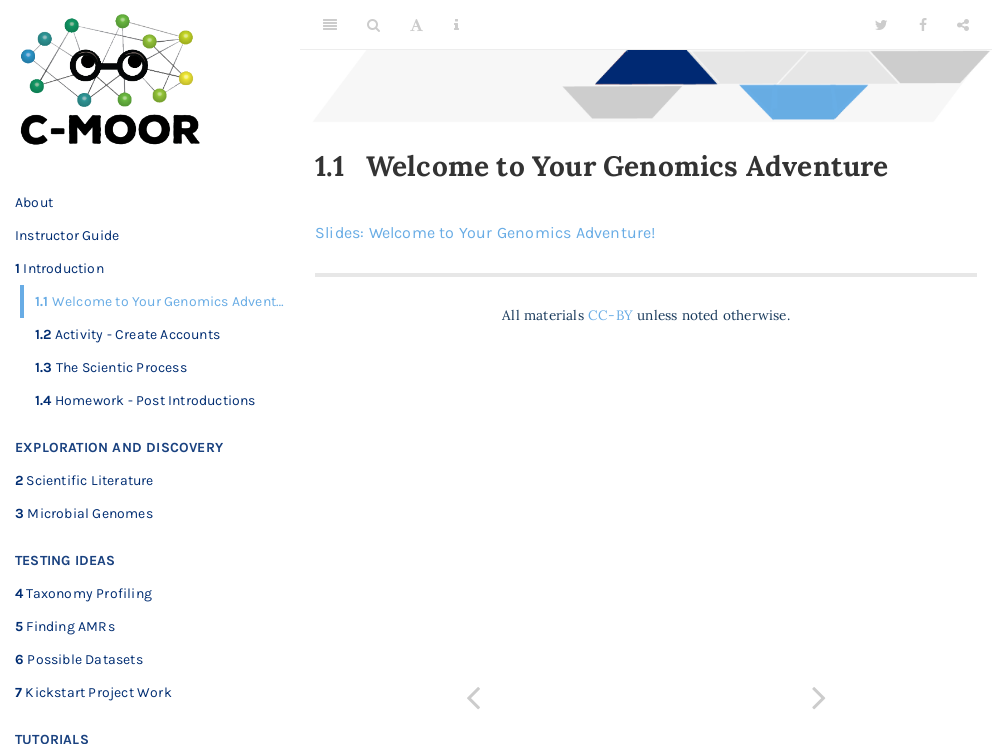 C-MOOR
About
Instructor Guide
1 Introduction
1.1 Welcome to Your Genomics Advent...
1.2 Activity - Create Accounts
1.3 The Scientic Process
1.4 Homework - Post Introductions
EXPLORATION AND DISCOVERY
2 Scientific Literature
3 Microbial Genomes
TESTING IDEAS
4 Taxonomy Profiling
5 Finding AMRs
6 Possible Datasets
7 Kickstart Project Work
TUTORIALS
A
1.1 Welcome to Your Genomics Adventure
Slides: Welcome to Your Genomics Adventure!
All materials CC-BY unless noted otherwise.